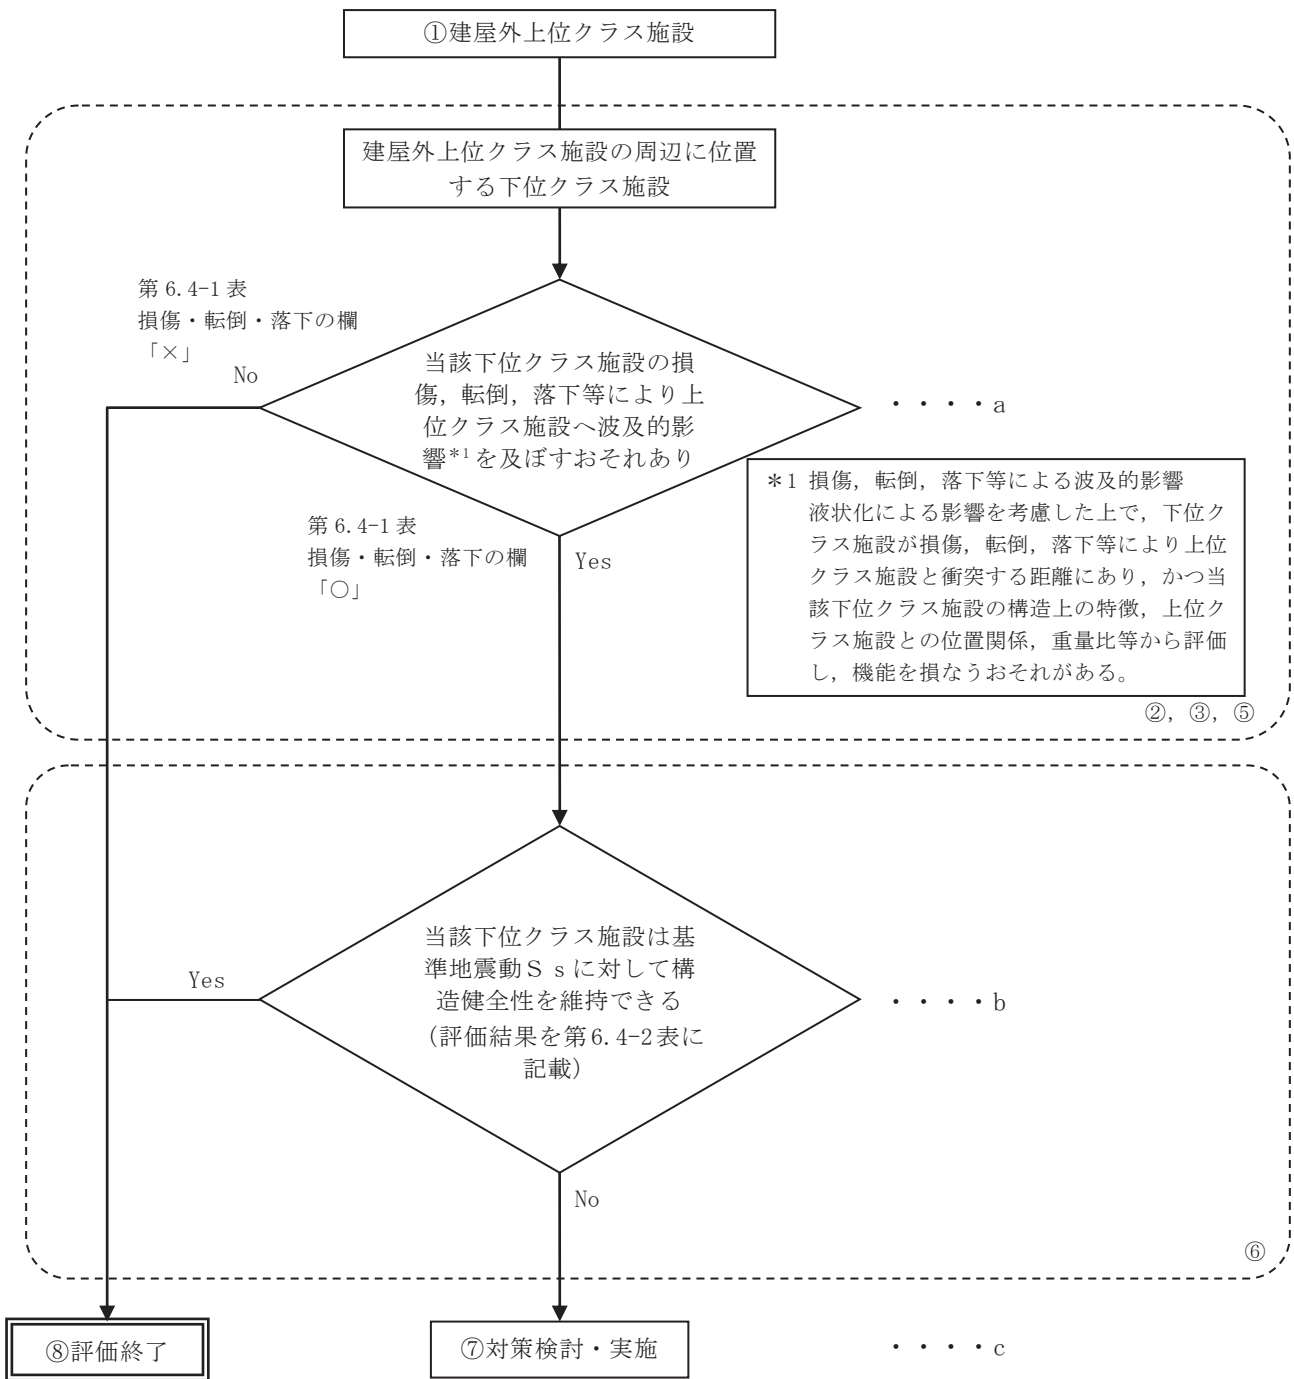 ①建屋外上位クラス施設
建屋外上位クラス施設の周辺に位置
する下位クラス施設
第 6.4-1 表
損傷・転倒・落下の欄
「×」
No
当該下位クラス施設の損
傷，転倒，落下等により上
位クラス施設へ波及的影
響*1を及ぼすおそれあり
・・・・a
＊1 損傷，転倒，落下等による波及的影響
液状化による影響を考慮した上で，下位ク
ラス施設が損傷，転倒，落下等により上位
クラス施設と衝突する距離にあり，かつ当
該下位クラス施設の構造上の特徴，上位ク
ラス施設との位置関係，重量比等から評価
し，機能を損なうおそれがある。
第 6.4-1 表
損傷・転倒・落下の欄
「○」
Yes
②，③，⑤
当該下位クラス施設は基
準地震動Ｓｓに対して構
造健全性を維持できる
（評価結果を第6.4-2表に
記載）
Yes
・・・・b
No
⑥
⑧評価終了
⑦対策検討・実施
・・・・c